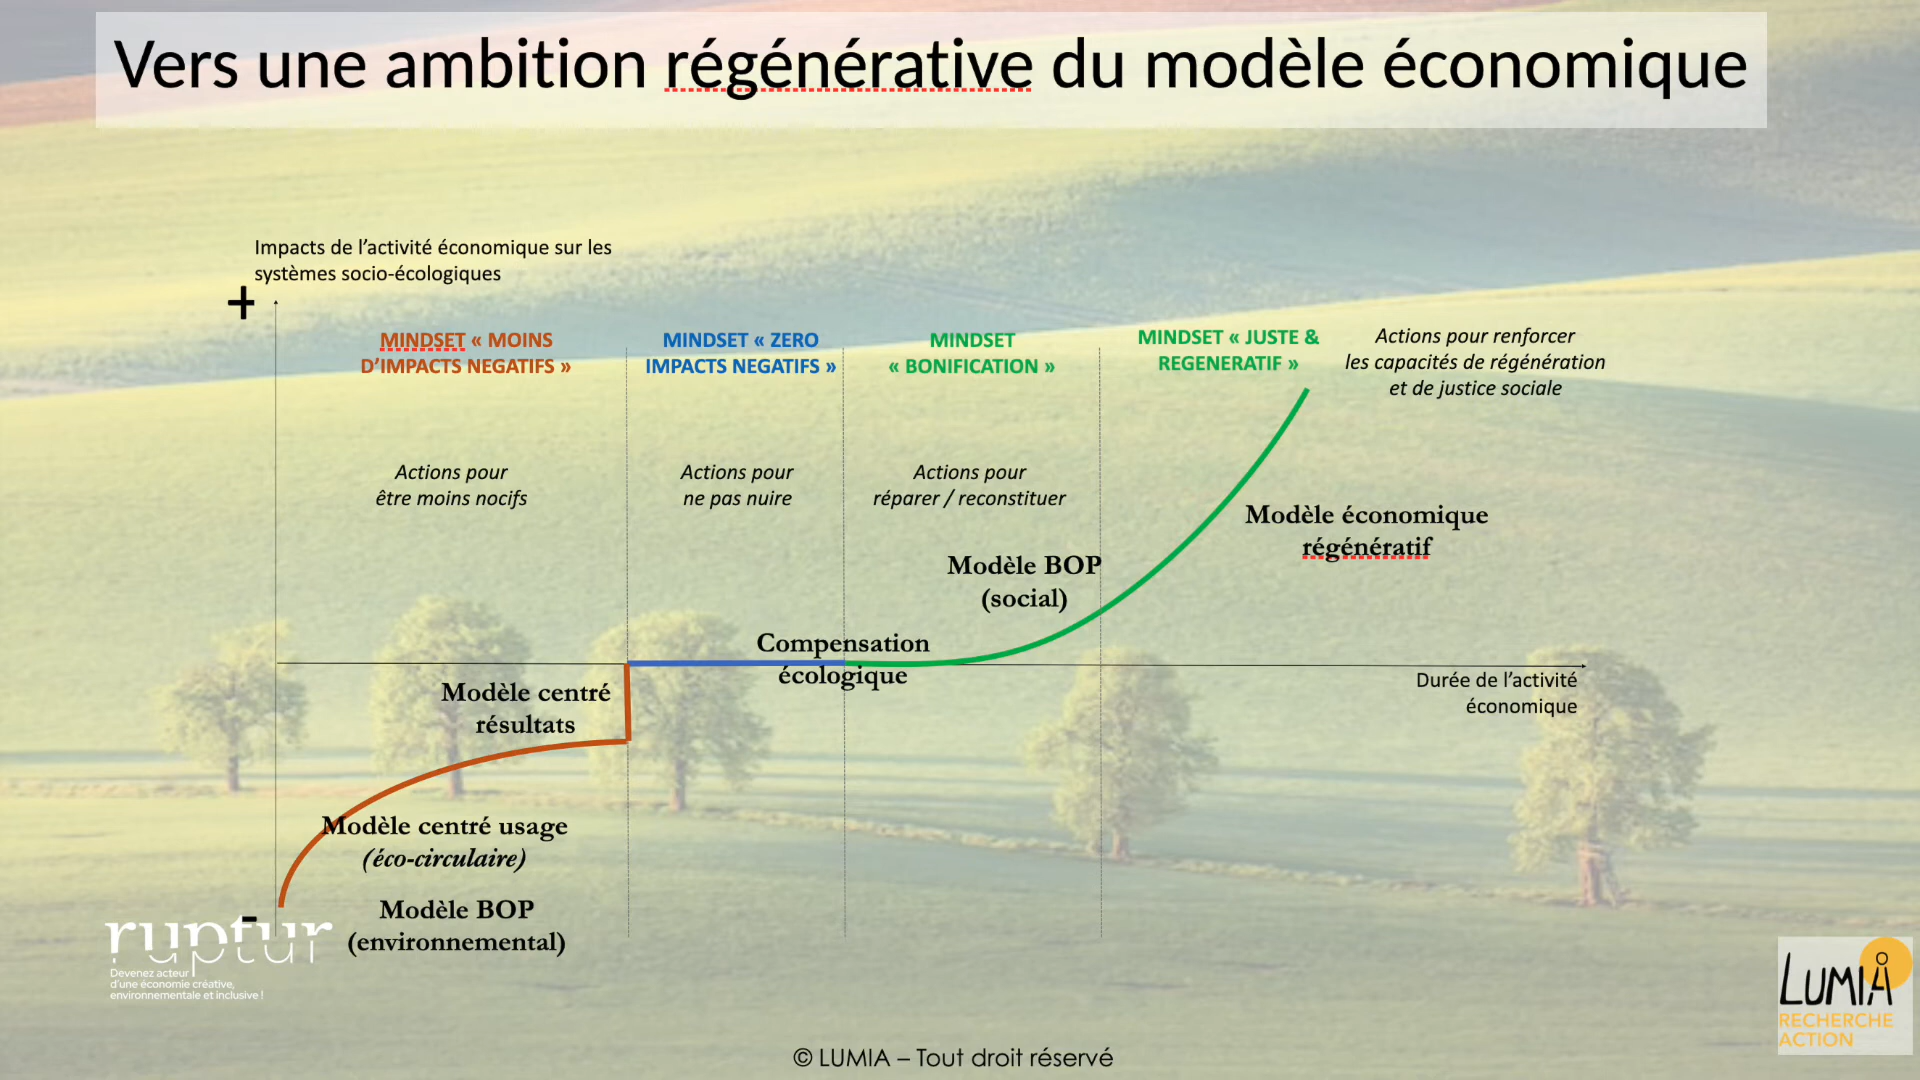 Vers une ambition régénérative du modèle économique
Impacts de l’activité économique sur les
systèmes socio-écologiques
+
MINDSET « MOINS
D’IMPACTS NEGATIFS »
MINDSET « ZERO
IMPACTS NEGATIFS »
MINDSET
« BONIFICATION »
MINDSET « JUSTE &
REGENERATIF »
Actions pour renforcer
les capacités de régénération
et de justice sociale
Actions pour
être moins nocifs
Actions pour
ne pas nuire
Actions pour
réparer / reconstituer
Modèle économique
régénératif
Modèle BOP
(social)
Compensation
écologique
Modèle centré
résultats
Durée de l’activité
économique
Modèle centré usage
(éco-circulaire)
Modèle BOP
(environnemental)
-
ruptur
Devenez acteur
d'une économie créative,
environnementale et inclusive !
LUMIA
RECHERCHE
ACTION
© LUMIA – Tout droit réservé